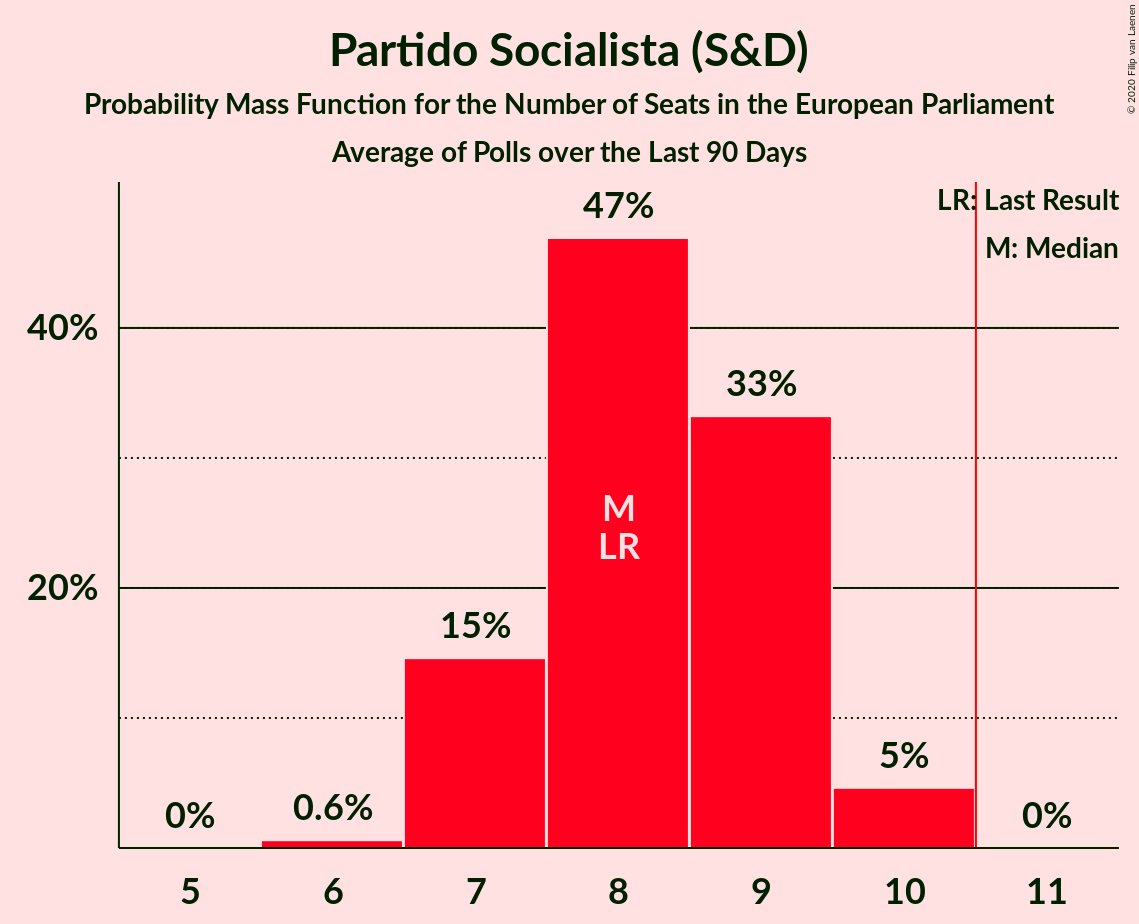 Partido Socialista (S&D)
Probability Mass Function for the Number of Seats in the European Parliament
Average of Polls over the Last 90 Days
© 2020 Filip van Laenen
LR: Last Result
M: Median
47%
40%
33%
M
LR
20%
15%
5%
0.6%
0%
0%
5
6
7
8
9
10
11